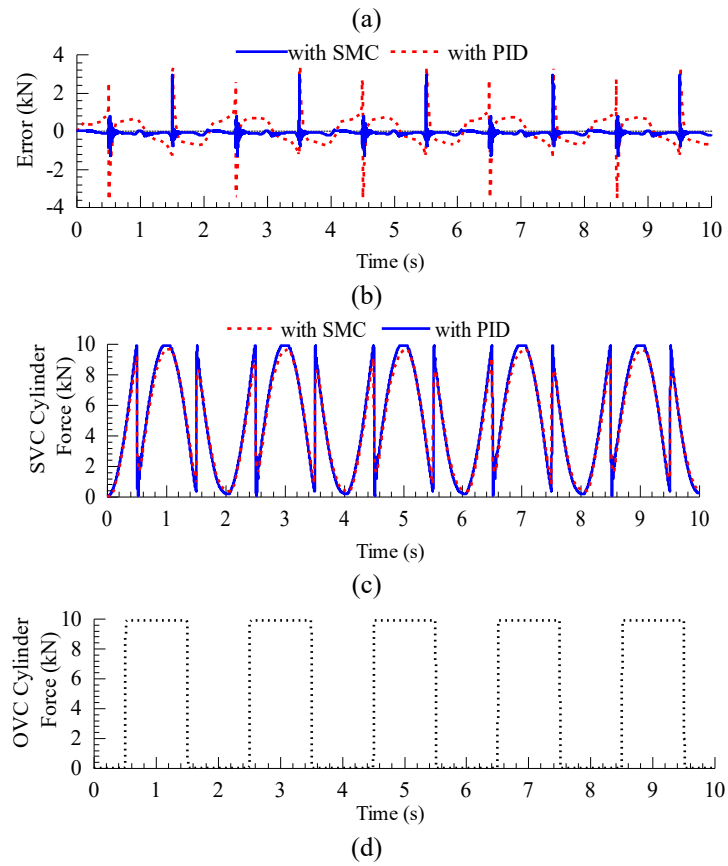 (a)
with SMC with PID
4
2
0
-2
-4
Error (kN)
0 1 2 3 4 5 6 7 8 9 10
Time (s)
(b)
with SMC with PID
10
8
6
4
2
0
SVC Cylinder
Force (kN)
0 1 2 3 4 5 6 7 8 9 10
Time (s)
(c)
10
8
6
4
2
0
OVC Cylinder
Force (kN)
0 1 2 3 4 5 6 7 8 9 10
Time (s)
(d)